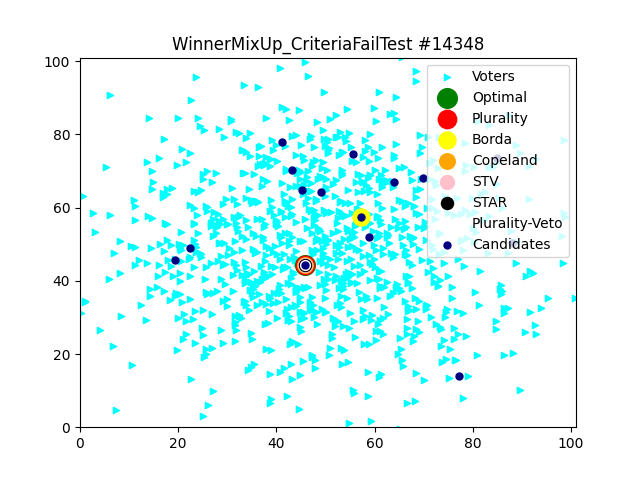 WinnerMixUp_CriteriaFailTest #14348
100
80
60
40
20
0
0
20
40
60
80
100
Voters
Optimal
Plurality
Borda
Copeland
STV
STAR
Plurality-Veto
Candidates